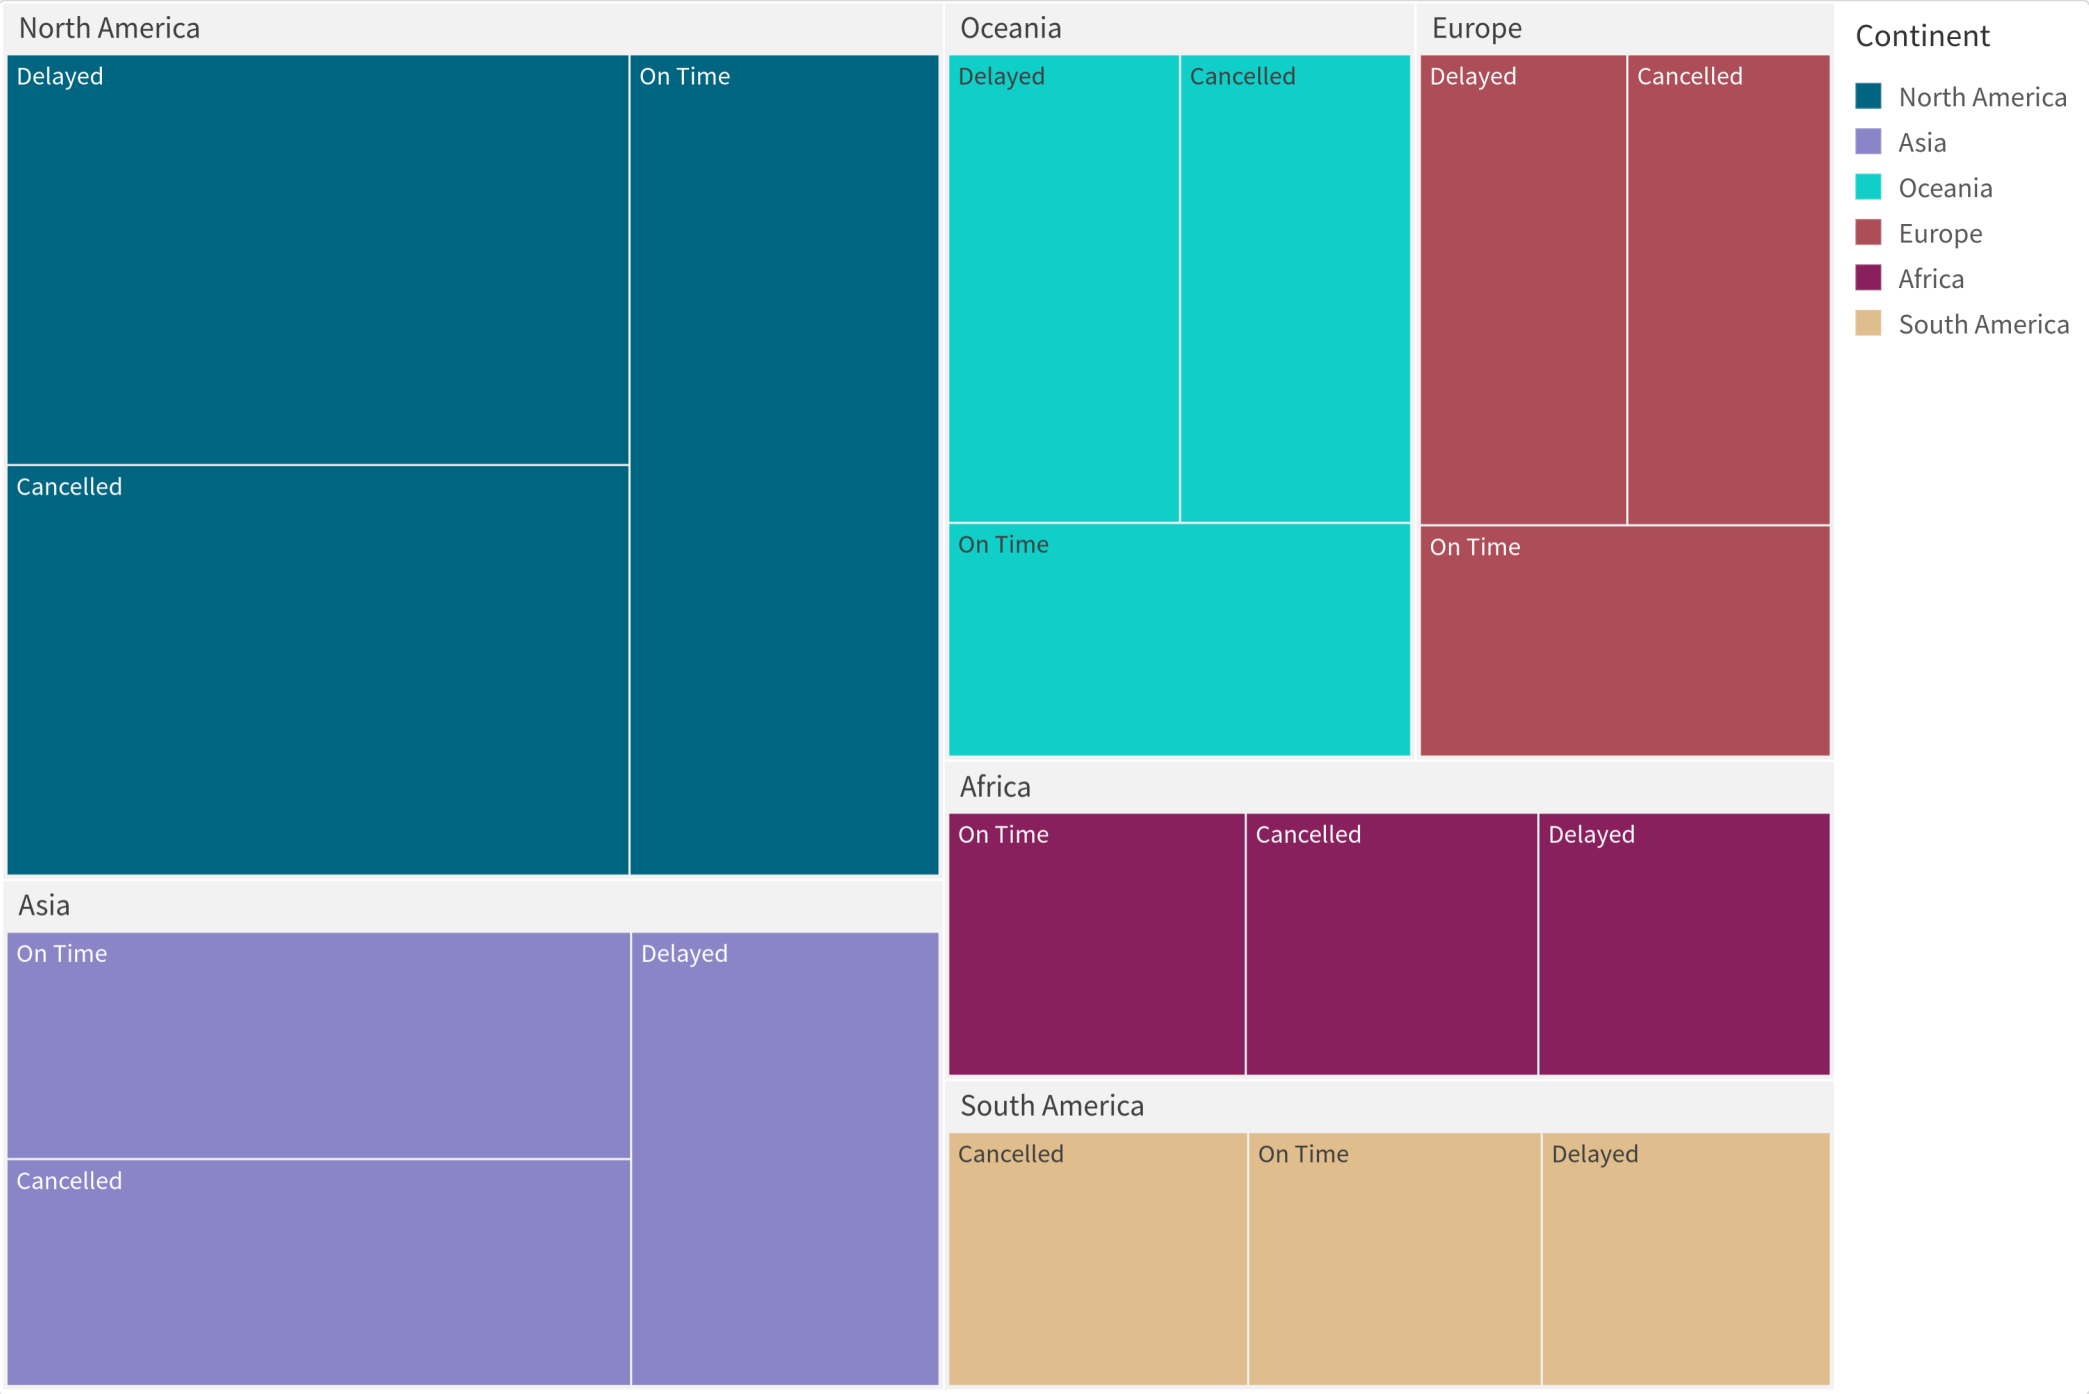 North America
Delayed
On Time
Cancelled
Asia
On Time
Delayed
Cancelled
Oceania
Delayed
Cancelled
On Time
Europe
Delayed
Cancelled
On Time
Africa
On Time
Cancelled
Delayed
South America
Cancelled
On Time
Delayed
Continent
North America
Asia
Oceania
Europe
Africa
South America